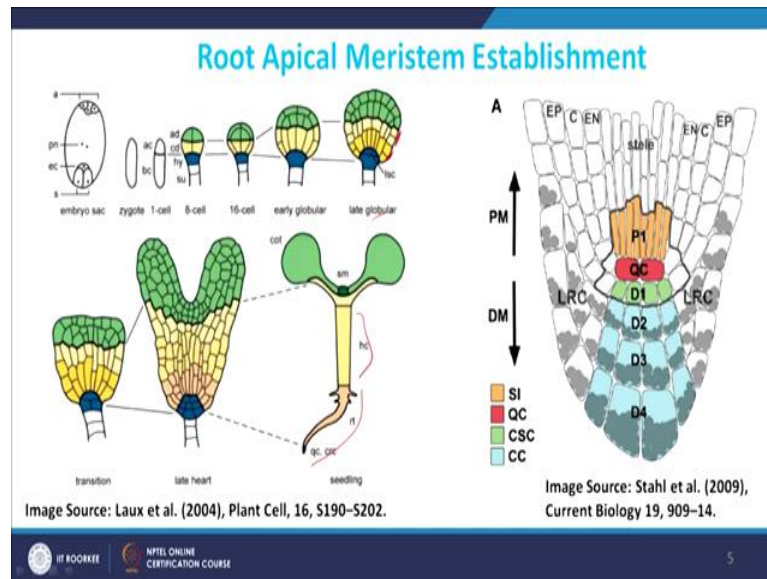 Root Apical Meristem Establishment
a
pn
ec
s
embryo sac
zygote
ac
bc
1-cell
ad
cd
hy
su
8-cell
16-cell
early globular
lsc
late globular
transition
late heart
cot
sm
hc
rt
qc, crc
seedling
Image Source: Laux et al. (2004), Plant Cell, 16, S190–S202.
A
EP C EN
stele
EN C EP
PM
P1
QC
D1
LRC
LRC
DM
D2
D3
D4
SI
QC
CSC
CC
Image Source: Stahl et al. (2009),
Current Biology 19, 909–14.
IIT ROORKEE
NPTEL ONLINE
CERTIFICATION COURSE
5